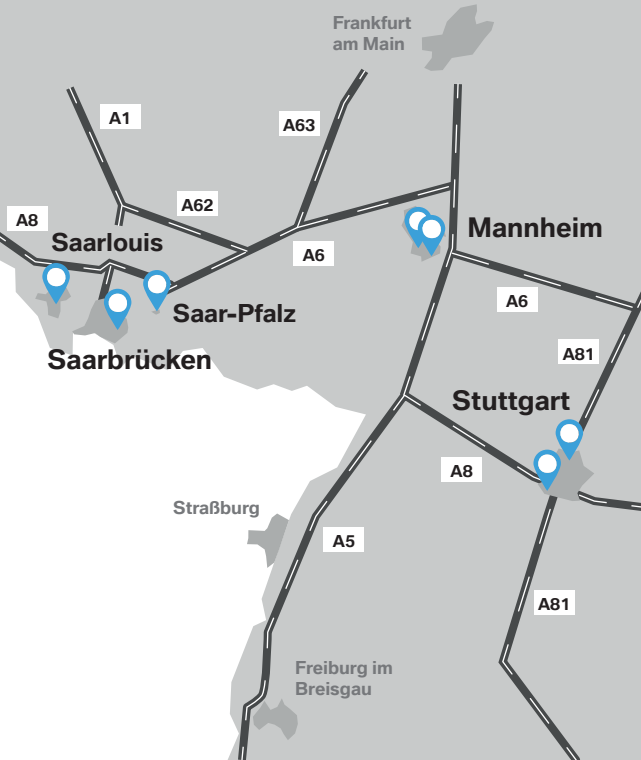 Frankfurt
am Main
A1
A63
A62
A8
Saarlouis
Mannheim
A6
A6
Saar-Pfalz
Saarbrücken
A81
Stuttgart
A8
Straßburg
A5
A81
Freiburg im
Breisgau